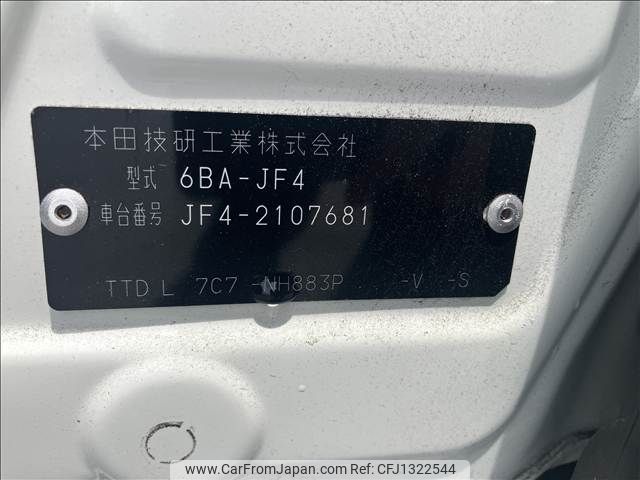 本田技研工業株式会社
型式 6BA-JF4
車台番号 JF4-2107681
TTD L 7C7 -NH883P -V -S
www.CarFromJapan.com CFJ1322544